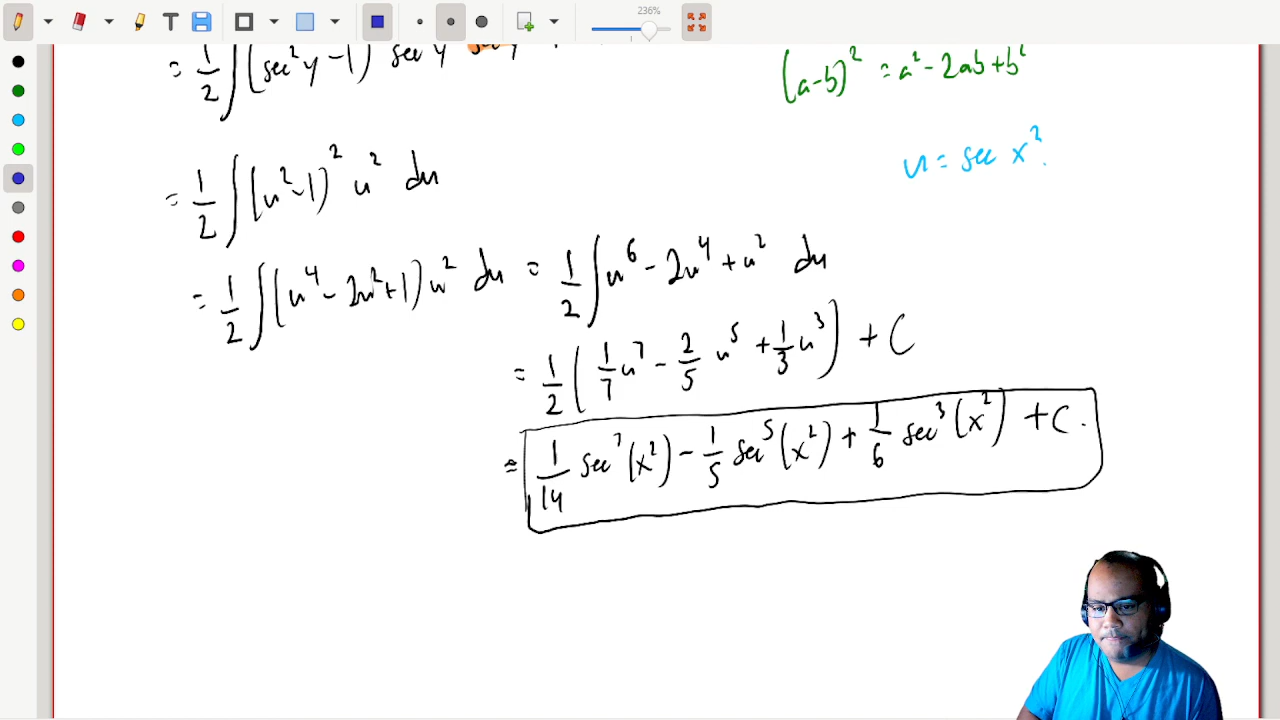 236%
= 1/2 ∫(sec²y − 1)² sec y
(a−b)² = a² − 2ab + b²
u = sec x².
= 1/2 ∫(u²−1)² u² du
= 1/2 ∫(u⁴ − 2u² + 1)u² du = 1/2 ∫u⁶ − 2u⁴ + u² du
= 1/2 (1/7 u⁷ − 2/5 u⁵ + 1/3 u³) + C
= 1/14 sec⁷(x²) − 1/5 sec⁵(x²) + 1/6 sec³(x²) + C.